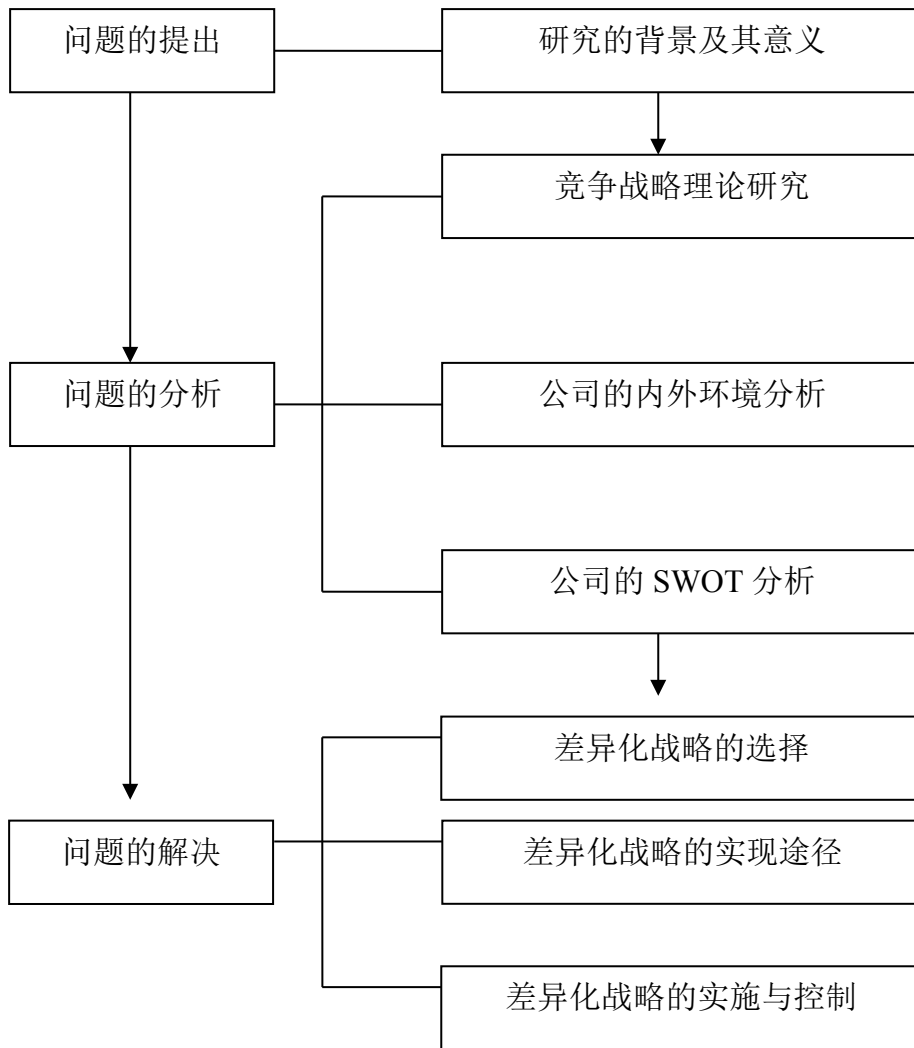 问题的提出
研究的背景及其意义
竞争战略理论研究
问题的分析
公司的内外环境分析
公司的 SWOT 分析
差异化战略的选择
问题的解决
差异化战略的实现途径
差异化战略的实施与控制